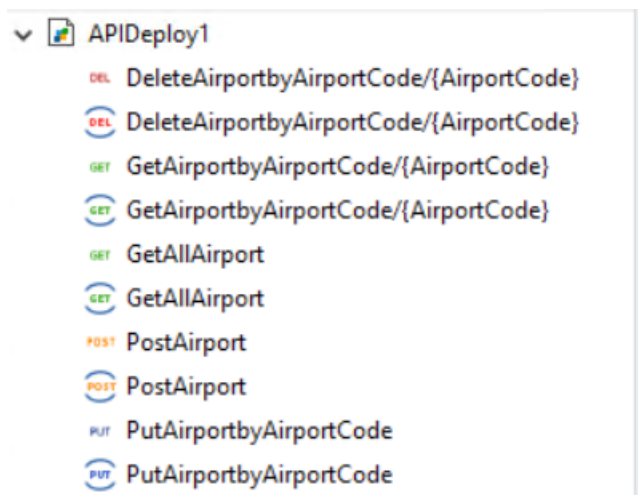 APIDeploy1
DEL DeleteAirportbyAirportCode/{AirportCode}
DEL DeleteAirportbyAirportCode/{AirportCode}
GET GetAirportbyAirportCode/{AirportCode}
GET GetAirportbyAirportCode/{AirportCode}
GET GetAllAirport
GET GetAllAirport
POST PostAirport
POST PostAirport
PUT PutAirportbyAirportCode
PUT PutAirportbyAirportCode